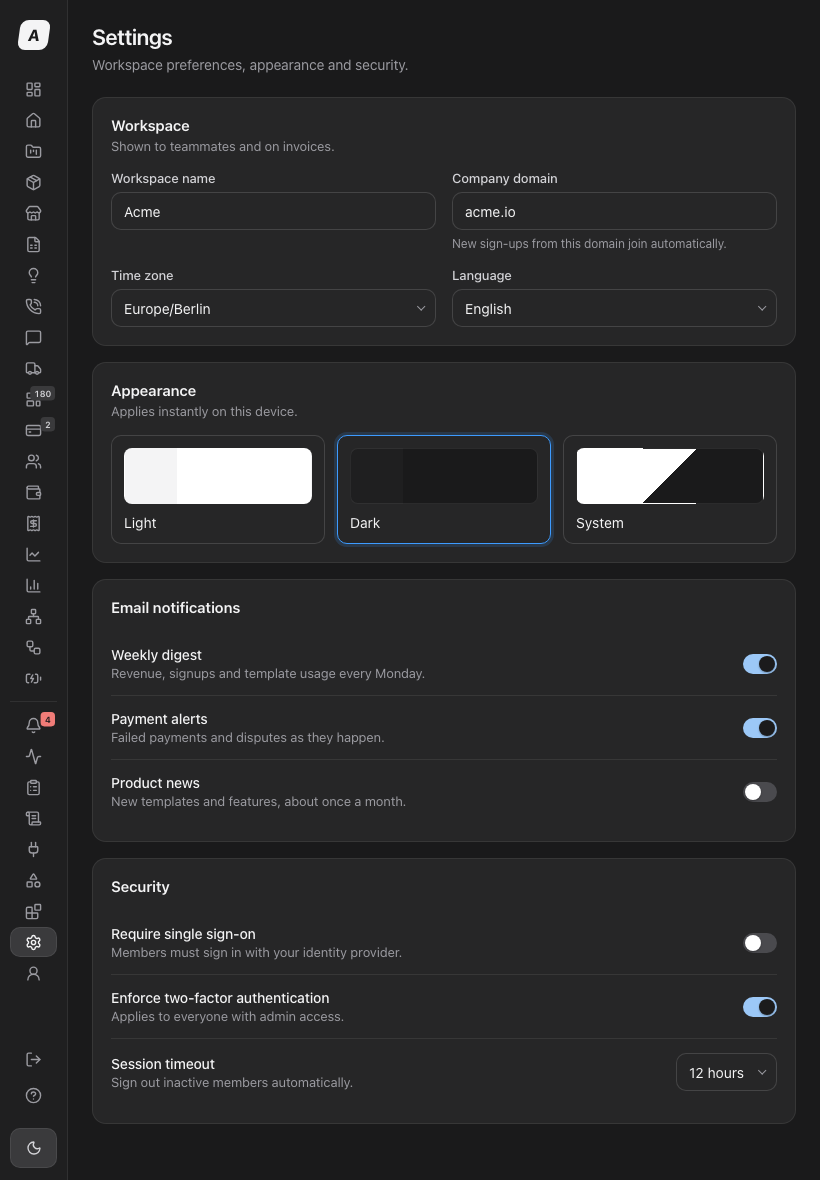 A
Settings
Workspace preferences, appearance and security.
Workspace
Shown to teammates and on invoices.
Workspace name
Company domain
Acme
acme.io
New sign-ups from this domain join automatically.
Time zone
Language
Europe/Berlin
English
Appearance
Applies instantly on this device.
180
2
Light
Dark
System
Email notifications
Weekly digest
Revenue, signups and template usage every Monday.
4
Payment alerts
Failed payments and disputes as they happen.
Product news
New templates and features, about once a month.
Security
Require single sign-on
Members must sign in with your identity provider.
Enforce two-factor authentication
Applies to everyone with admin access.
Session timeout
Sign out inactive members automatically.
12 hours